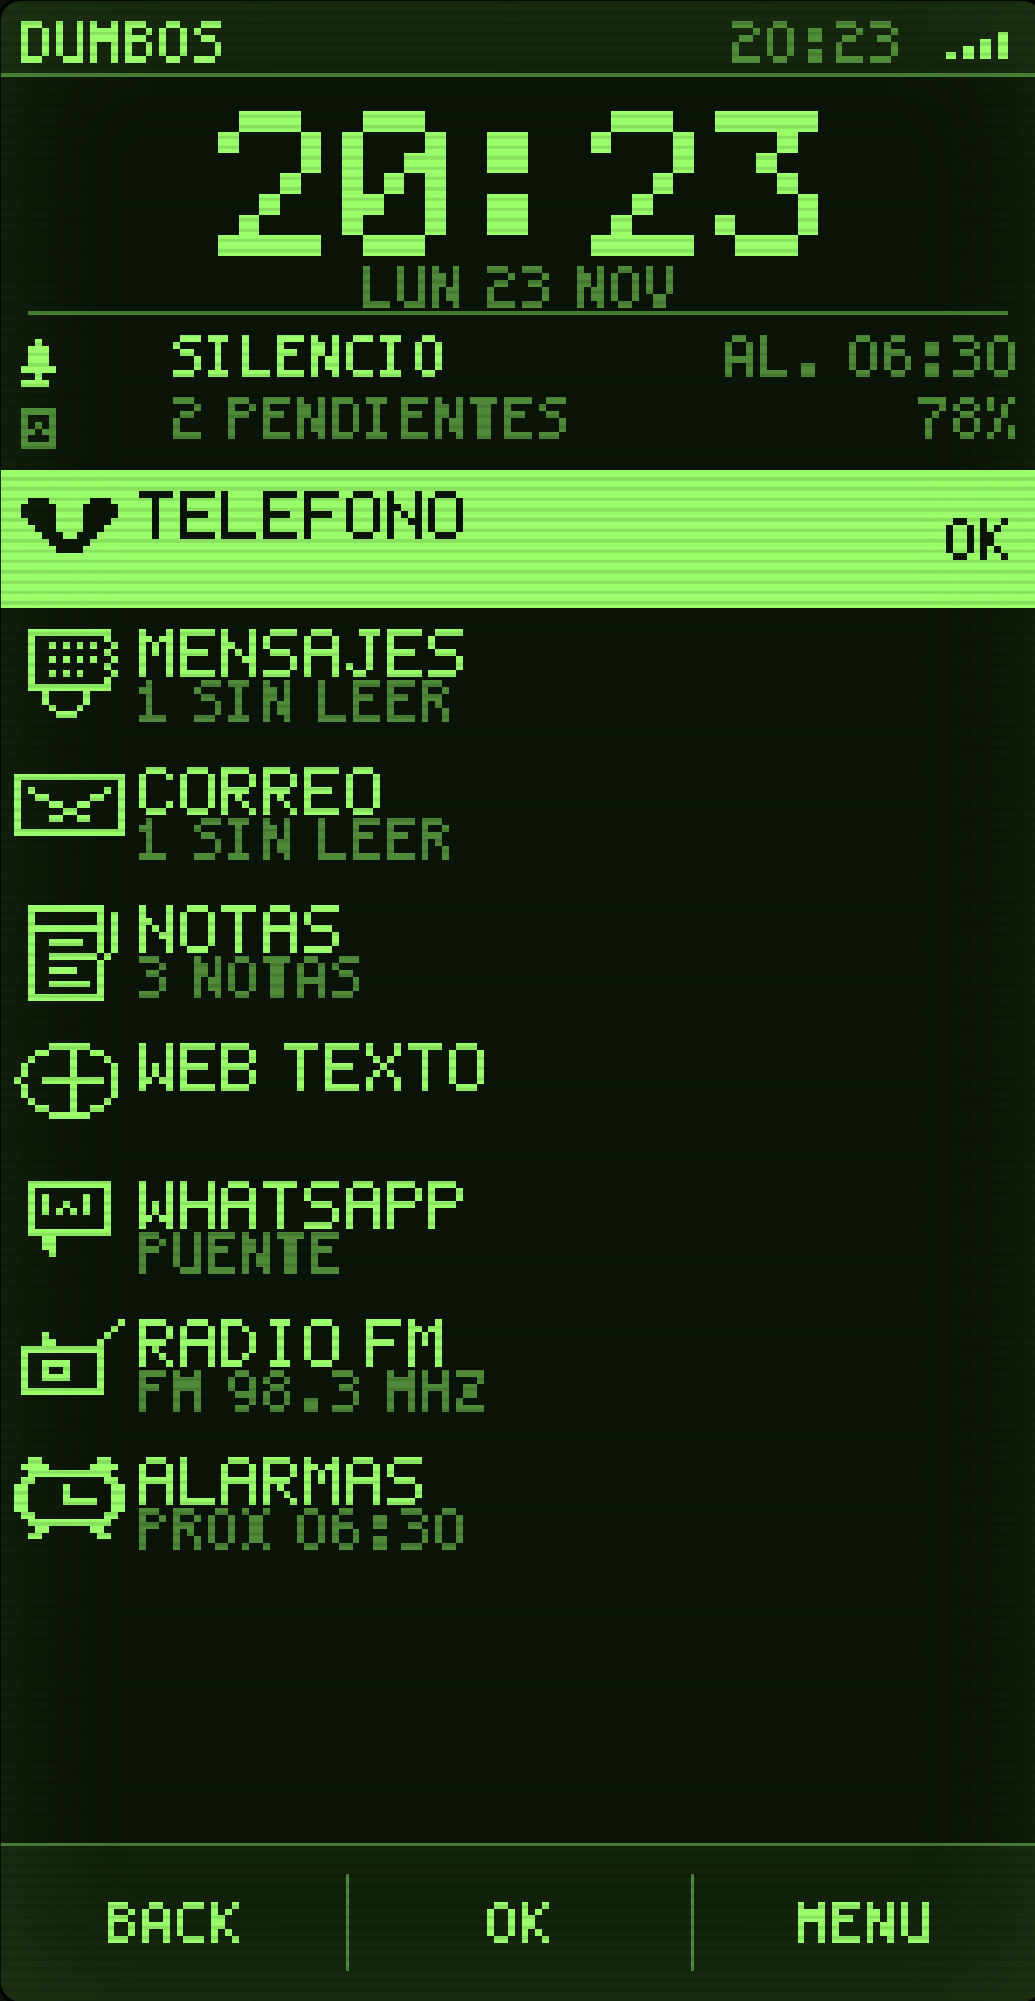 DUMBOS 20:23
20:23
LUN 23 NOV
SILENCIO AL. 06:30
2 PENDIENTES 78%
TELEFONO OK
MENSAJES
1 SIN LEER
CORREO
1 SIN LEER
NOTAS
3 NOTAS
WEB TEXTO
WHATSAPP
PUENTE
RADIO FM
FM 98.3 MHZ
ALARMAS
PROX 06:30
BACK OK MENU